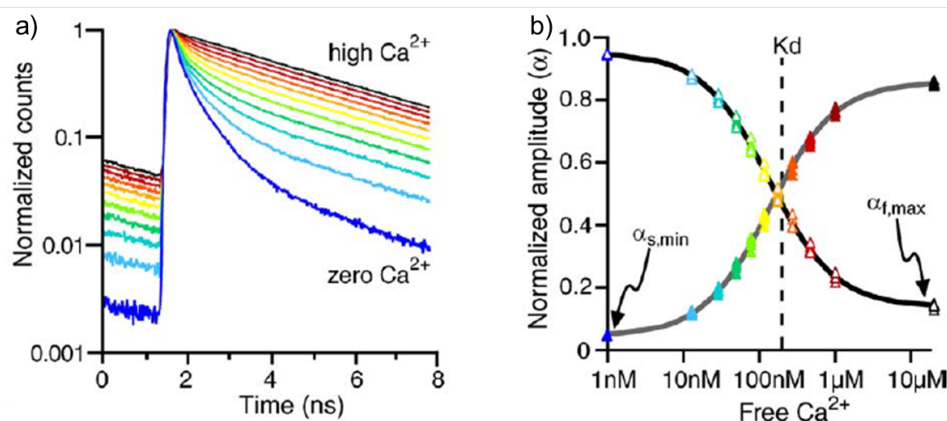 a)
Normalized counts
1
0.1
0.01
0.001
high Ca²⁺
zero Ca²⁺
0 2 4 6 8
Time (ns)
b)
Kd
Normalized amplitude (α)
1.0
0.8
0.6
0.4
0.2
0
αs,min
αf,max
1nM 10nM 100nM 1µM 10µM
Free Ca²⁺